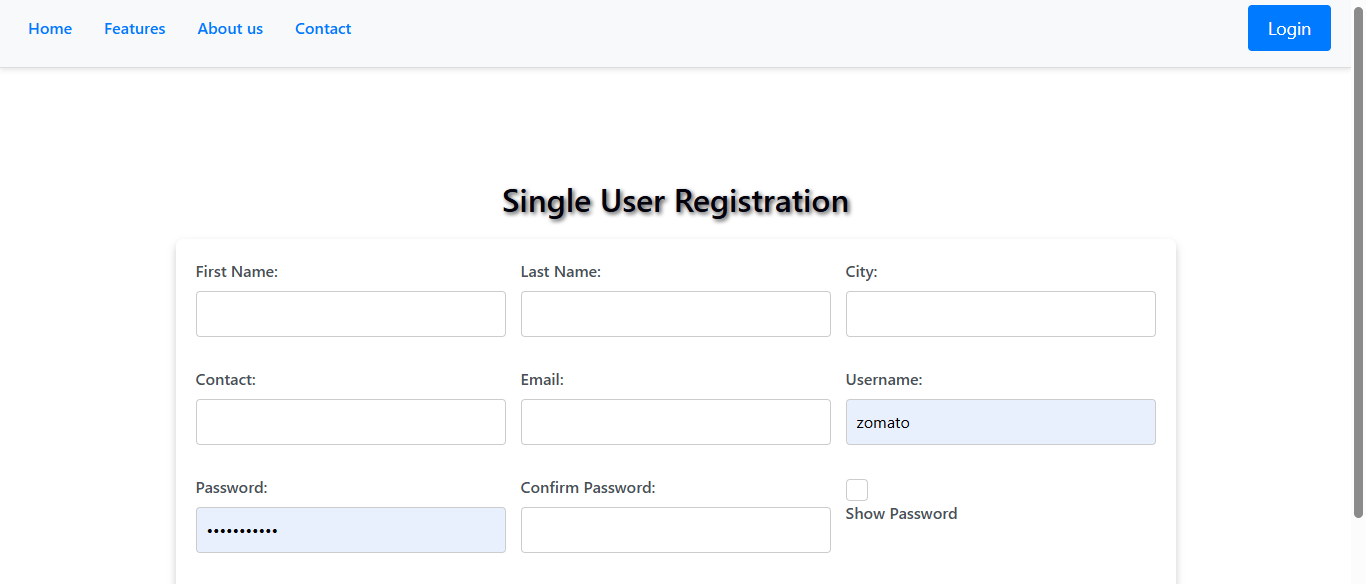 Home Features About us Contact Login
Single User Registration
First Name: Last Name: City:
Contact: Email: Username:
zomato
Password: Confirm Password:
•••••••••••
Show Password